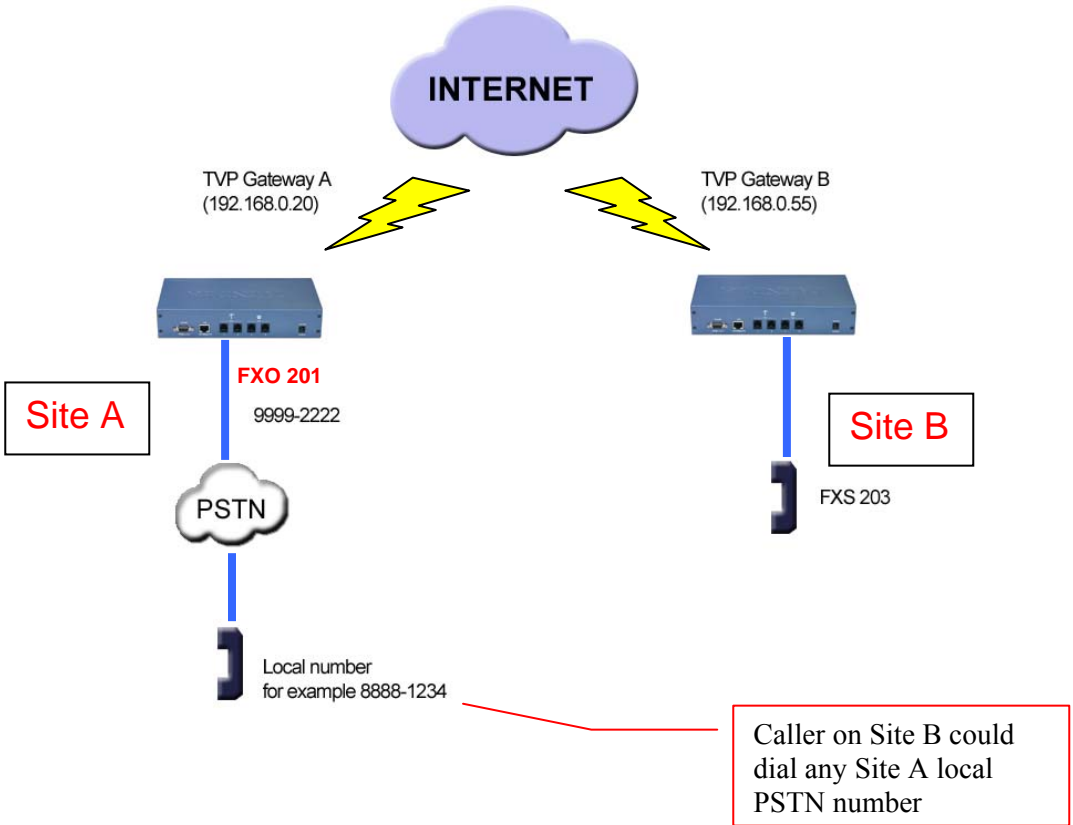 INTERNET
TVP Gateway A
(192.168.0.20)
TVP Gateway B
(192.168.0.55)
FXO 201
9999-2222
Site A
Site B
FXS 203
PSTN
Local number
for example 8888-1234
Caller on Site B could
dial any Site A local
PSTN number